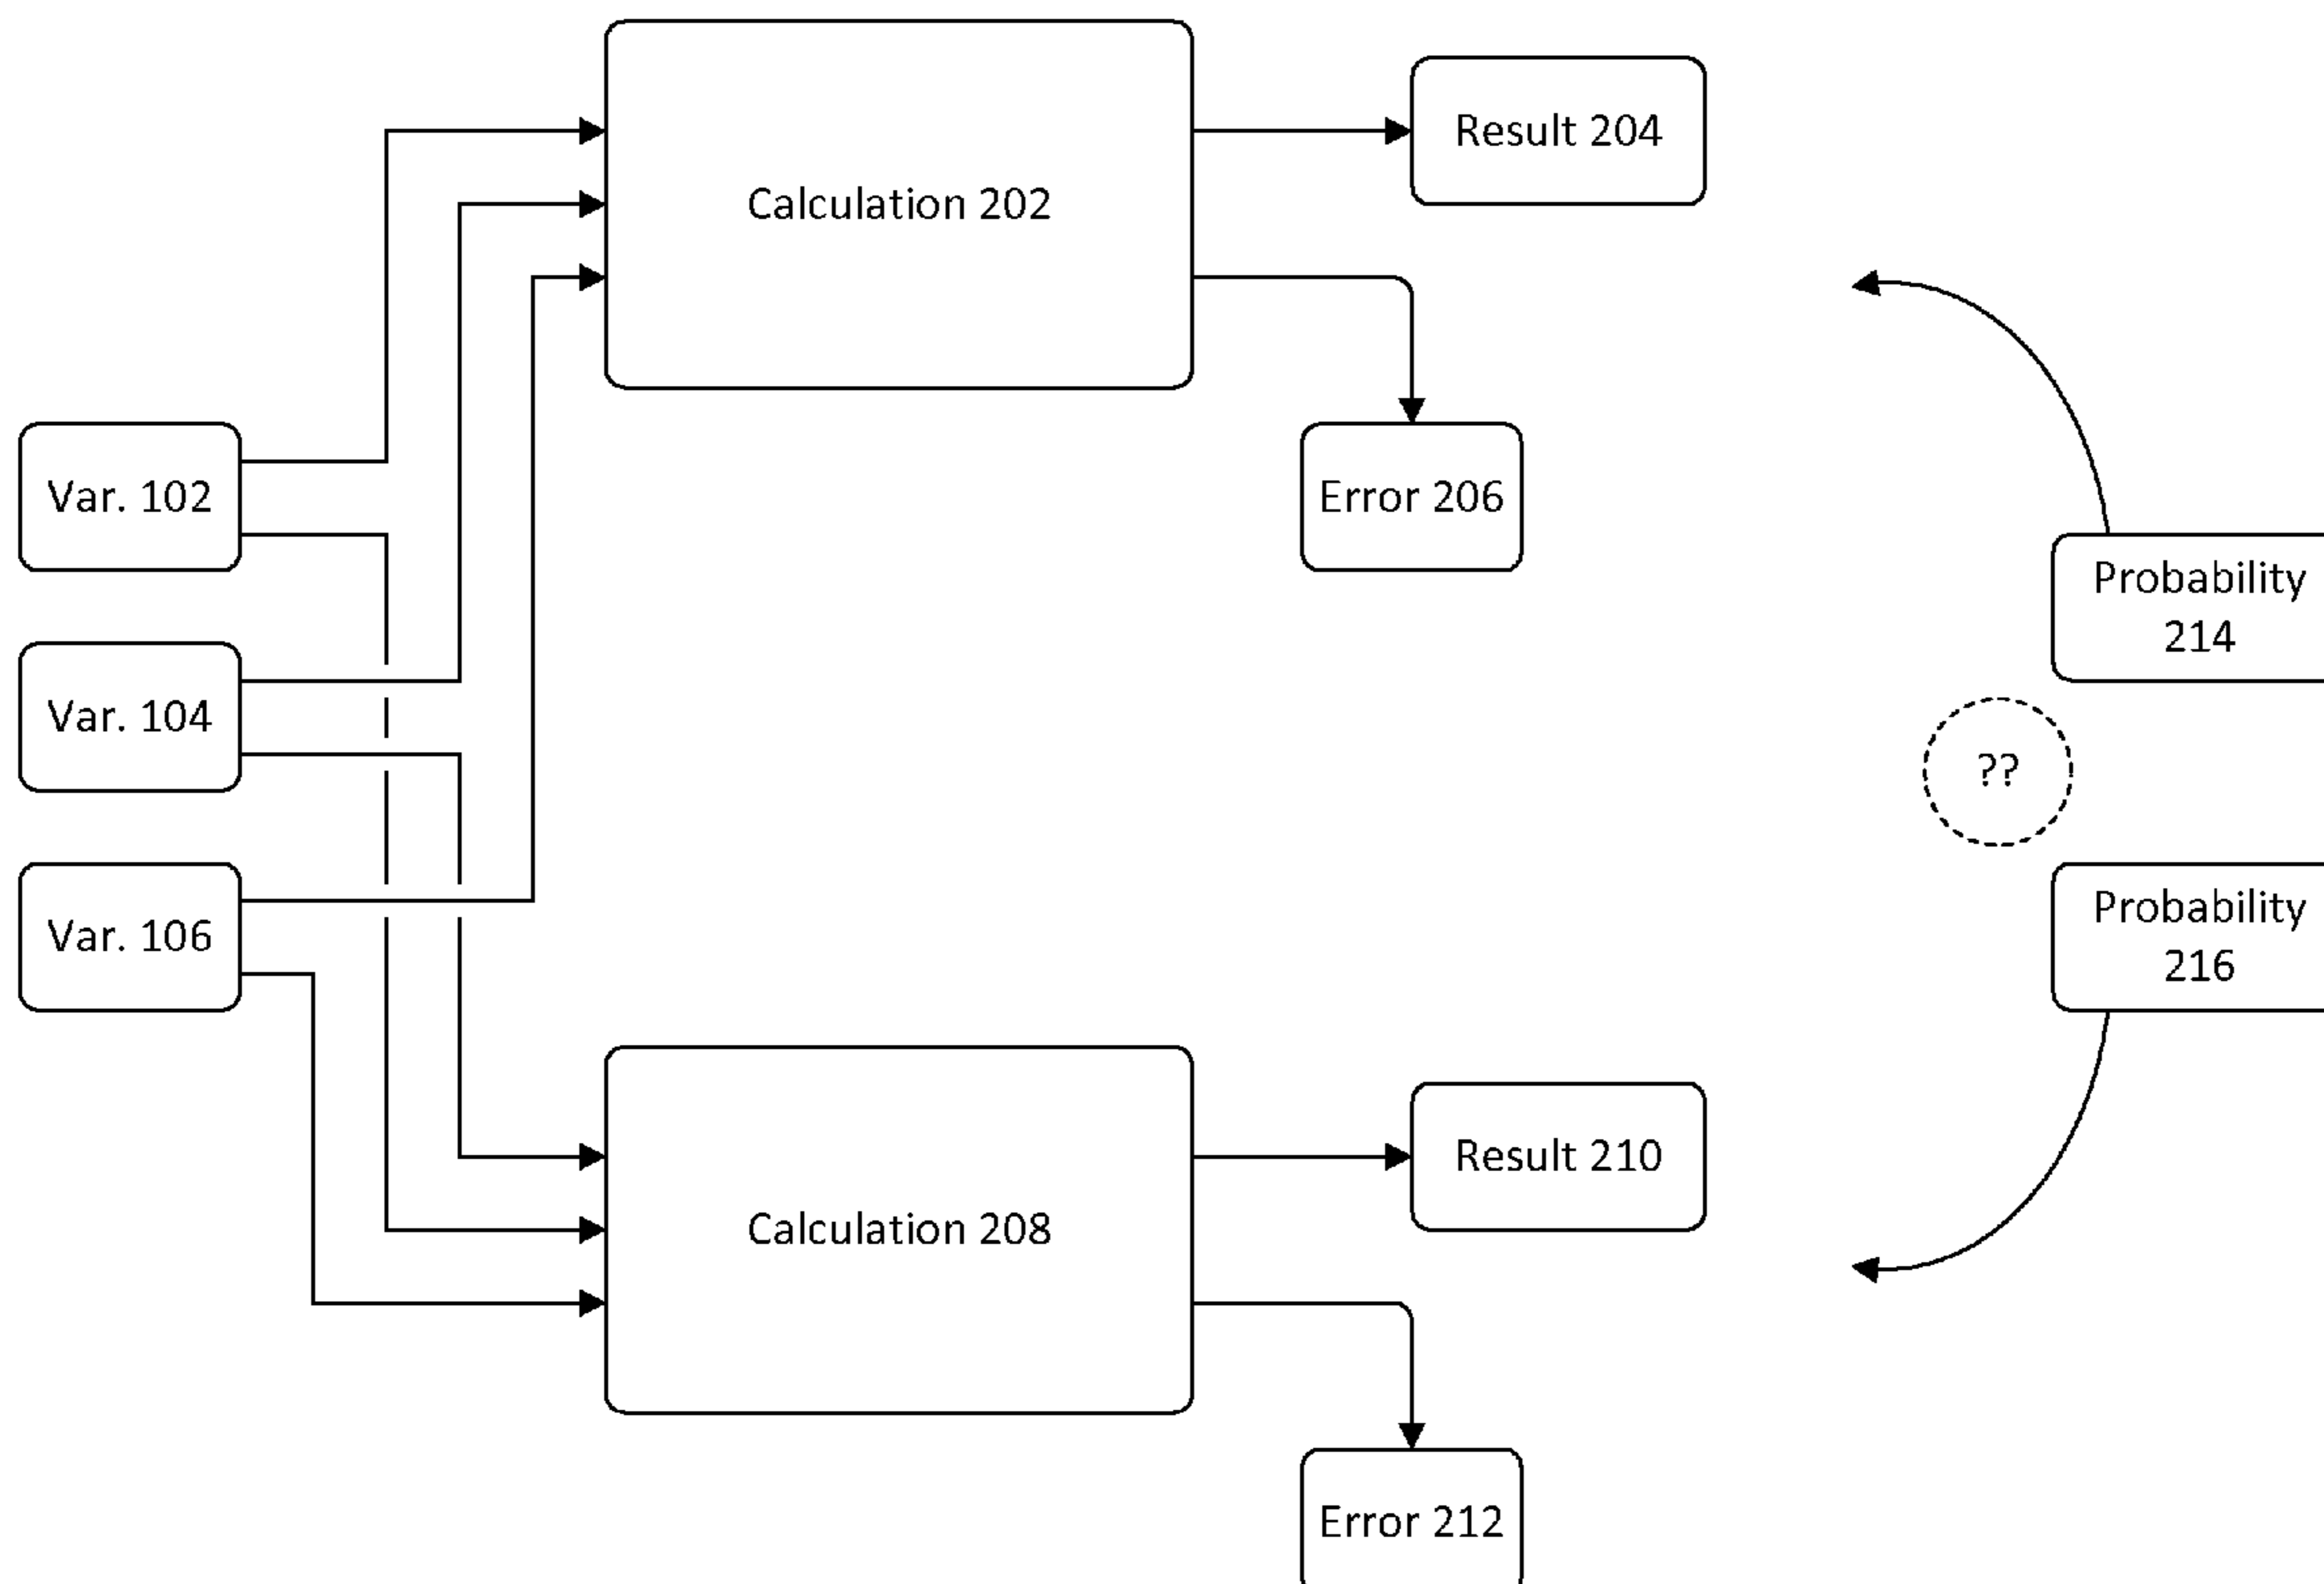 Calculation 202
Result 204
Var. 102
Error 206
Probability
214
Var. 104
??
Var. 106
Probability
216
Calculation 208
Result 210
Error 212